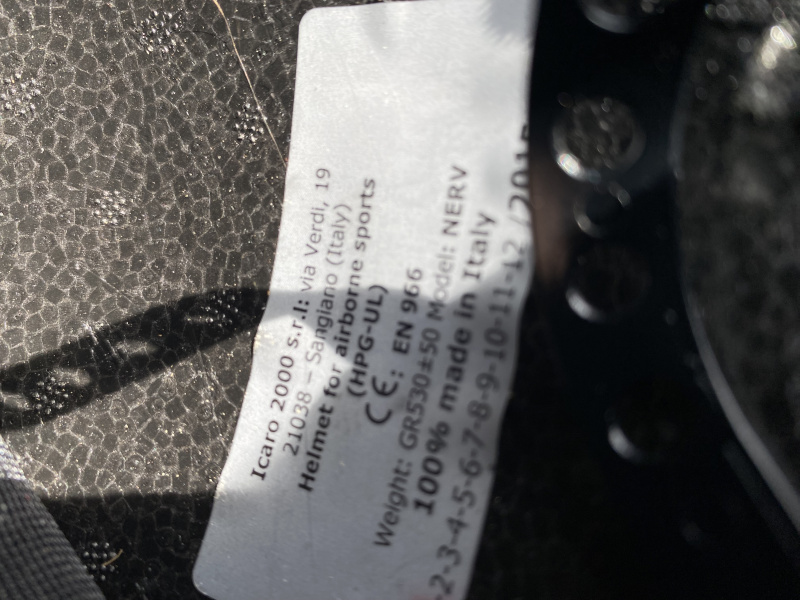 Icaro 2000 s.r.l: via Verdi, 19
21038 – Sangiano (Italy)
Helmet for airborne sports
(HPG-UL)
CE: EN 966
Weight: GR530±50 Model: NERV
100% made in Italy
-2-3-4-5-6-7-8-9-10-11-12 /2015